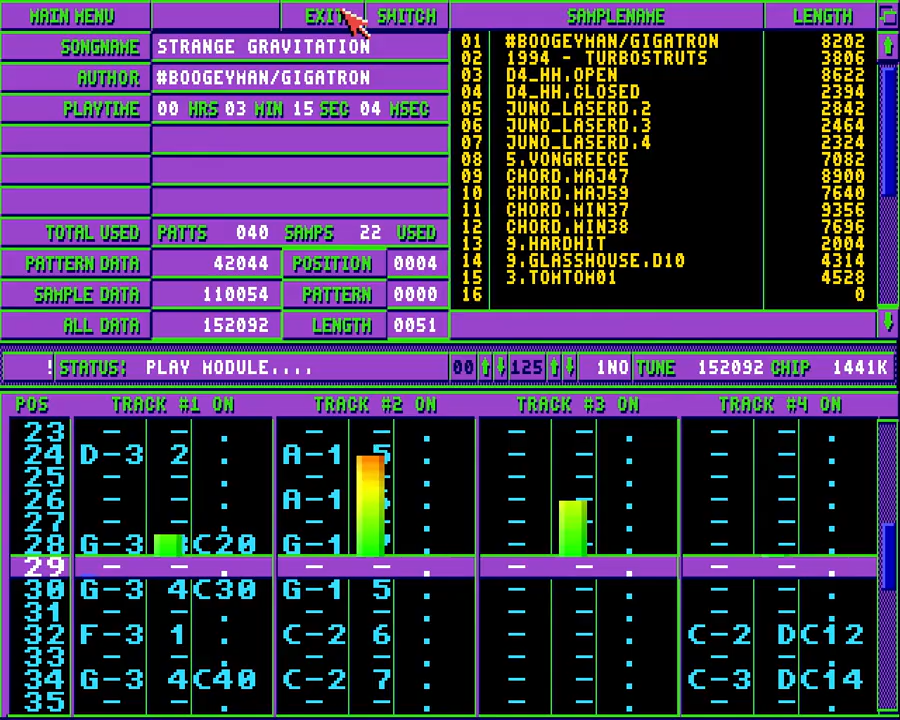 MAIN MENU EXIT SWITCH SAMPLENAME LENGTH
SONGNAME STRANGE GRAVITATION
AUTHOR #BOOGEYMAN/GIGATRON
PLAYTIME 00 HRS 03 MIN 15 SEC 04 MSEC
TOTAL USED PATTS 040 SAMPS 22 USED
PATTERN DATA 42044 POSITION 0004
SAMPLE DATA 110054 PATTERN 0000
ALL DATA 152092 LENGTH 0051
01 #BOOGEYMAN/GIGATRON 8202
02 1994 - TURBOSTRUTS 3806
03 D4_HH.OPEN 8622
04 D4_HH.CLOSED 2394
05 JUNO_LASERD.2 2842
06 JUNO_LASERD.3 2464
07 JUNO_LASERD.4 2324
08 5.VONGREECE 7082
09 CHORD.MAJ47 8900
10 CHORD.MAJ59 7640
11 CHORD.MIN37 9356
12 CHORD.MIN38 7696
13 9.HARDHIT 2004
14 9.GLASSHOUSE.D10 4314
15 3.TOMTOM01 4528
16 0
! STATUS: PLAY MODULE.... 00 125 1NO TUNE 152092 CHIP 1441K
POS TRACK #1 ON TRACK #2 ON TRACK #3 ON TRACK #4 ON
23 - - . - - . - - . - - .
24 D-3 2 . A-1 5 . - - . - - .
25 - - . - - . - - . - - .
26 - - . A-1 . - - . - - .
27 - - . - - . - - . - - .
28 G-3 C20 G-1 . - - . - - .
29 - - . - - . - - . - - .
30 G-3 4 C30 G-1 5 . - - . - - .
31 - - . - - . - - . - - .
32 F-3 1 . C-2 6 . - - . C-2 D C12
33 - - . - - . - - . - - .
34 G-3 4 C40 C-2 7 . - - . C-3 D C14
35 - - . - - . - - . - - .